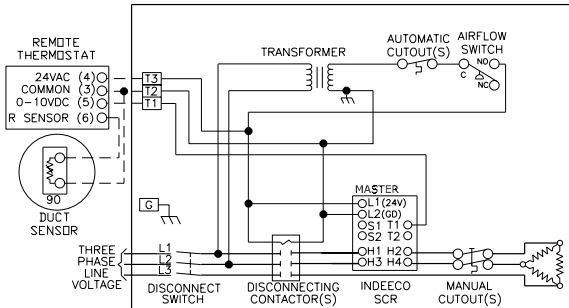 REMOTE
THERMOSTAT
24VAC (4)
COMMON (3)
0-10VDC (5)
R SENSOR (6)
T3
T2
T1
90
DUCT
SENSOR
TRANSFORMER
AUTOMATIC
CUTOUT(S)
AIRFLOW
SWITCH
NO
C
NC
G
MASTER
L1 (24V)
L2 (GD)
S1 T1
S2 T2
H1 H2
H3 H4
INDEECO
SCR
THREE
PHASE
LINE
VOLTAGE
L1
L2
L3
DISCONNECT
SWITCH
DISCONNECTING
CONTACTOR(S)
MANUAL
CUTOUT(S)